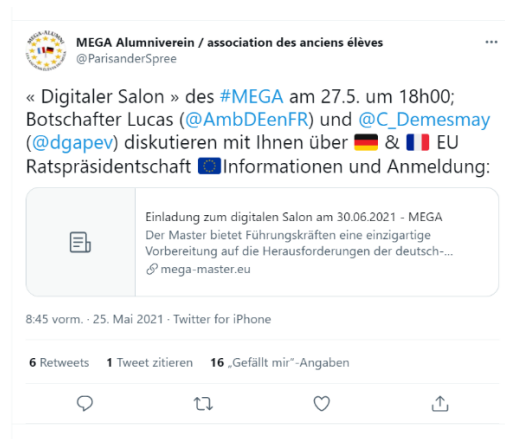 MEGA Alumniverein / association des anciens élèves
@ParisanderSpree
« Digitaler Salon » des #MEGA am 27.5. um 18h00;
Botschafter Lucas (@AmbDEenFR) und @C_Demesmay
(@dgapev) diskutieren mit Ihnen über 🇩🇪 & 🇫🇷 EU
Ratspräsidentschaft 🇪🇺Informationen und Anmeldung:
Einladung zum digitalen Salon am 30.06.2021 - MEGA
Der Master bietet Führungskräften eine einzigartige
Vorbereitung auf die Herausforderungen der deutsch-...
mega-master.eu
8:45 vorm. · 25. Mai 2021 · Twitter for iPhone
6 Retweets 1 Tweet zitieren 16 „Gefällt mir“-Angaben